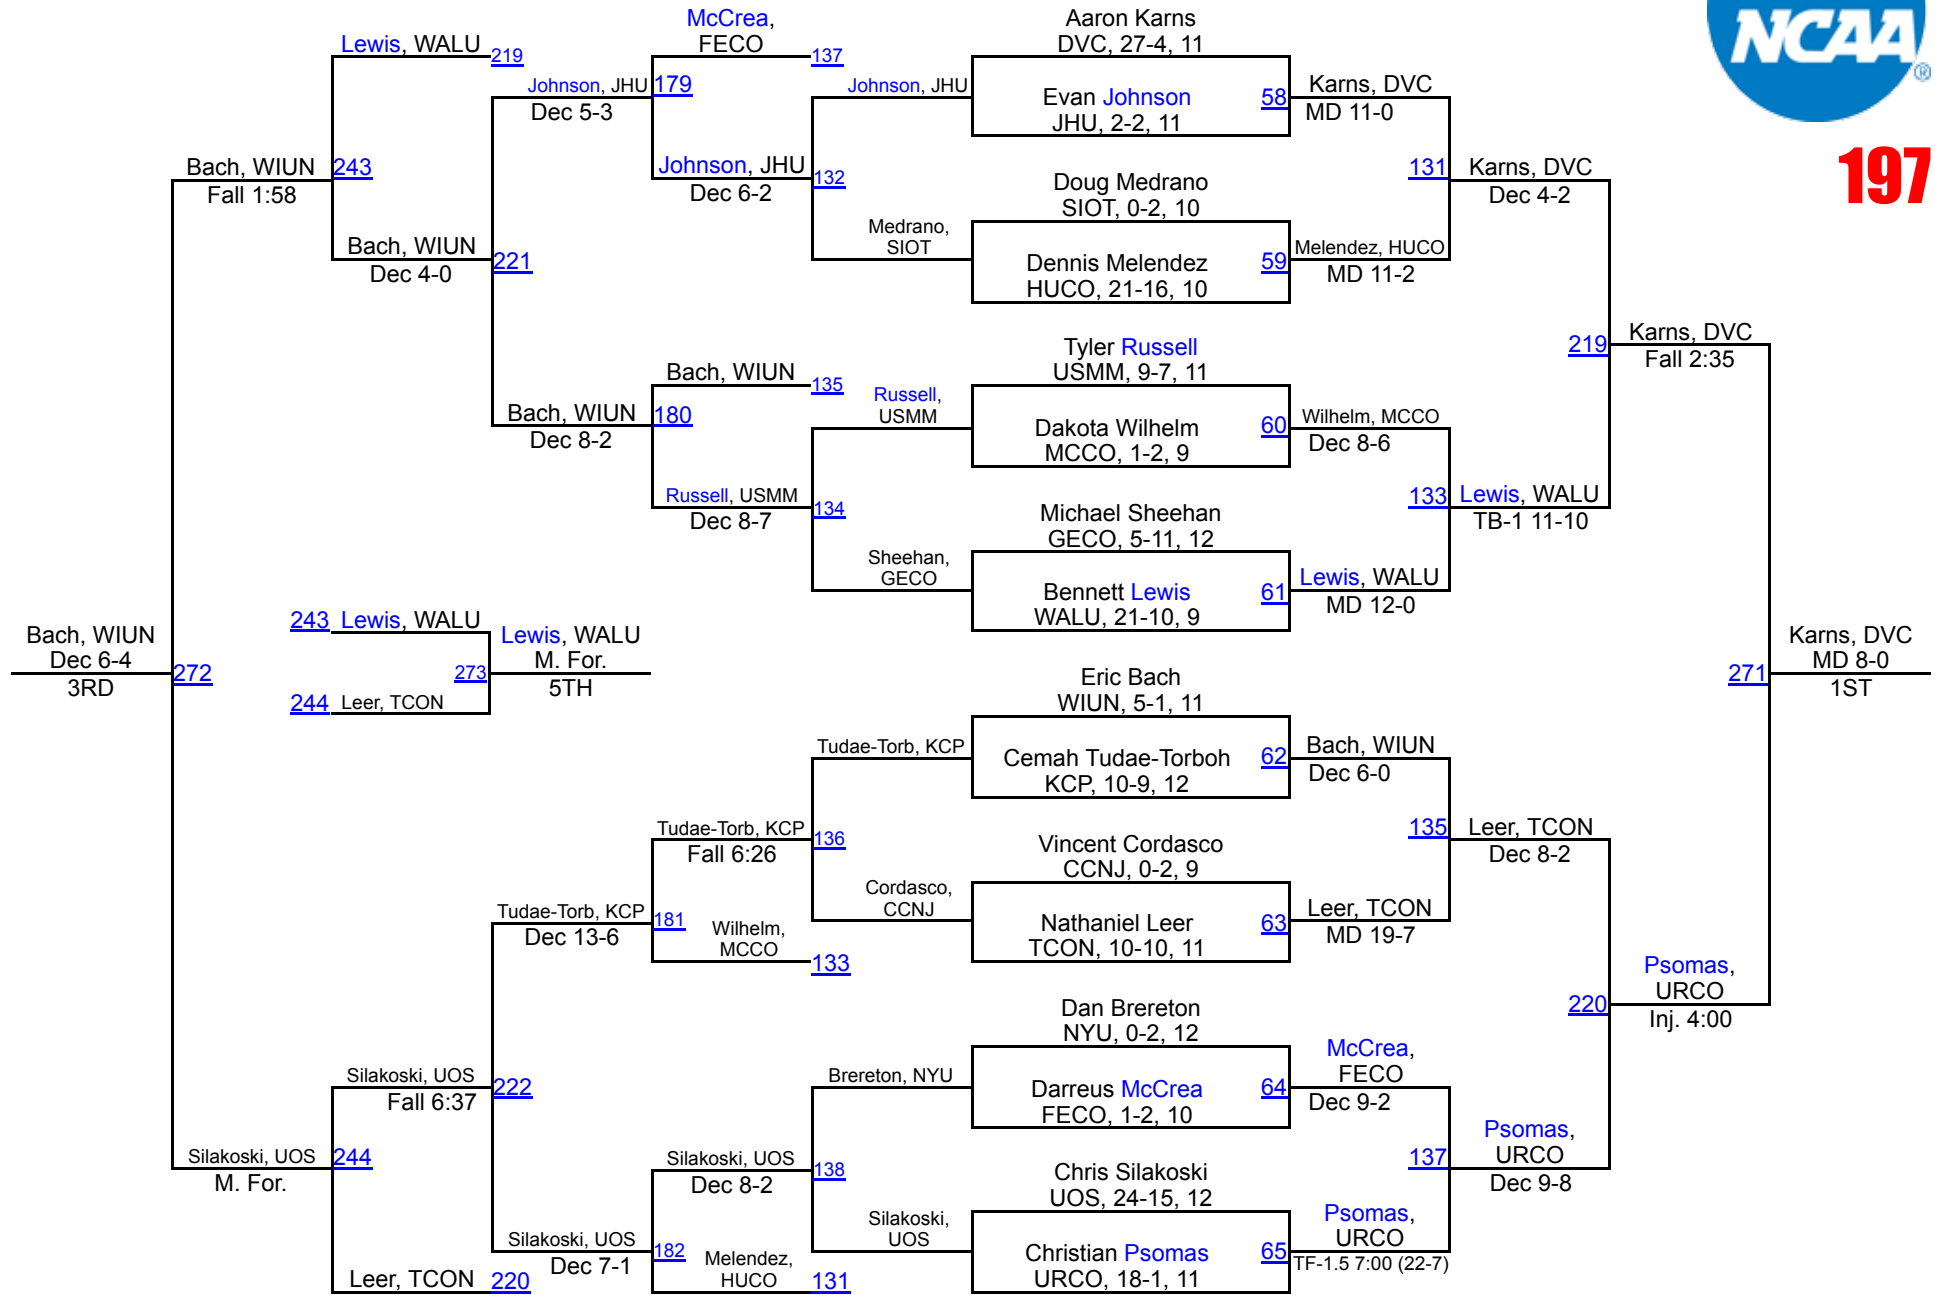 NCAA
®
197
Lewis, WALU
219
Johnson, JHU
Dec 5-3
McCrea,
FECO
137
179
Johnson, JHU
Dec 6-2
Johnson, JHU
132
Medrano,
SIOT
Bach, WIUN
Fall 1:58
243
Bach, WIUN
Dec 4-0
221
Bach, WIUN
Dec 8-2
180
Bach, WIUN
135
Russell, USMM
Dec 8-7
Russell,
USMM
134
Sheehan,
GECO
Bach, WIUN
Dec 6-4
3RD
272
243 Lewis, WALU
244 Leer, TCON
273
Lewis, WALU
M. For.
5TH
Tudae-Torb, KCP
Tudae-Torb, KCP
Fall 6:26
136
Cordasco,
CCNJ
Tudae-Torb, KCP
Dec 13-6
181
Wilhelm,
MCCO
133
Silakoski, UOS
Fall 6:37
222
Brereton, NYU
Silakoski, UOS
M. For.
244
Silakoski, UOS
Dec 8-2
138
Silakoski,
UOS
Silakoski, UOS
Dec 7-1
182
Melendez,
HUCO
131
Leer, TCON
220
Aaron Karns
DVC, 27-4, 11
Evan Johnson
JHU, 2-2, 11
58
Karns, DVC
MD 11-0
Doug Medrano
SIOT, 0-2, 10
Dennis Melendez
HUCO, 21-16, 10
59
Melendez, HUCO
MD 11-2
131
Karns, DVC
Dec 4-2
Tyler Russell
USMM, 9-7, 11
Dakota Wilhelm
MCCO, 1-2, 9
60
Wilhelm, MCCO
Dec 8-6
Michael Sheehan
GECO, 5-11, 12
Bennett Lewis
WALU, 21-10, 9
61
Lewis, WALU
MD 12-0
133
Lewis, WALU
TB-1 11-10
219
Karns, DVC
Fall 2:35
Eric Bach
WIUN, 5-1, 11
Cemah Tudae-Torboh
KCP, 10-9, 12
62
Bach, WIUN
Dec 6-0
Vincent Cordasco
CCNJ, 0-2, 9
Nathaniel Leer
TCON, 10-10, 11
63
Leer, TCON
MD 19-7
135
Leer, TCON
Dec 8-2
Dan Brereton
NYU, 0-2, 12
Darreus McCrea
FECO, 1-2, 10
64
McCrea,
FECO
Dec 9-2
Chris Silakoski
UOS, 24-15, 12
Christian Psomas
URCO, 18-1, 11
65
Psomas,
URCO
TF-1.5 7:00 (22-7)
137
Psomas,
URCO
Dec 9-8
220
Psomas,
URCO
Inj. 4:00
271
Karns, DVC
MD 8-0
1ST